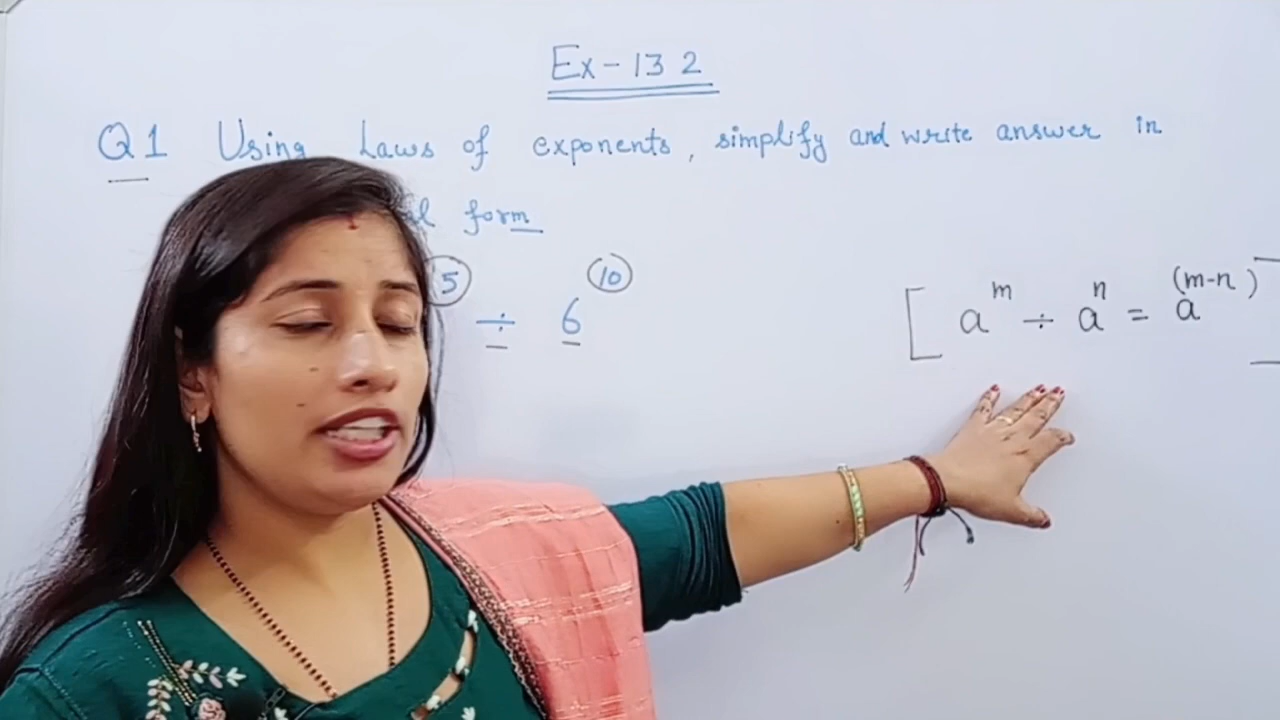 Ex - 13 2
Q1 Using Laws of exponents, simplify and write answer in
form
5 ÷ 6^10
[ a^m ÷ a^n = a^(m-n) ]